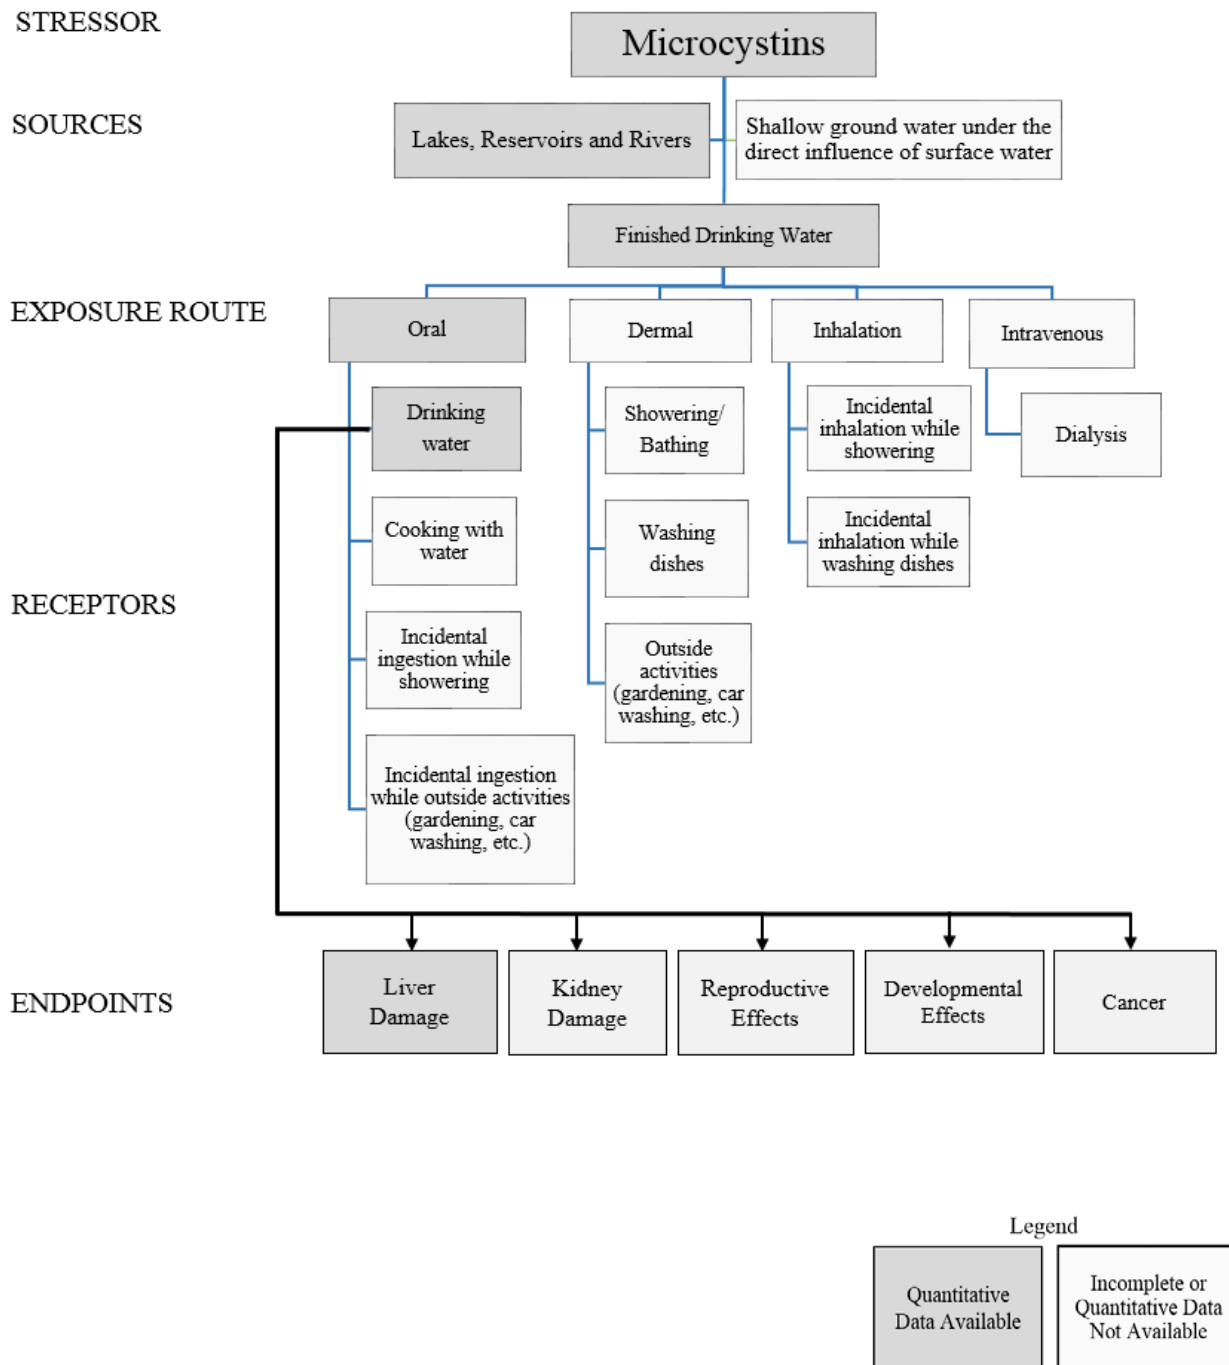 STRESSOR
Microcystins
SOURCES
Lakes, Reservoirs and Rivers
Shallow ground water under the
direct influence of surface water
Finished Drinking Water
EXPOSURE ROUTE
Oral
Dermal
Inhalation
Intravenous
Drinking
water
Showering/
Bathing
Incidental
inhalation while
showering
Dialysis
Cooking with
water
Washing
dishes
Incidental
inhalation while
washing dishes
RECEPTORS
Incidental
ingestion while
showering
Outside
activities
(gardening, car
washing, etc.)
Incidental ingestion
while outside activities
(gardening, car
washing, etc.)
ENDPOINTS
Liver
Damage
Kidney
Damage
Reproductive
Effects
Developmental
Effects
Cancer
Legend
Quantitative
Data Available
Incomplete or
Quantitative Data
Not Available